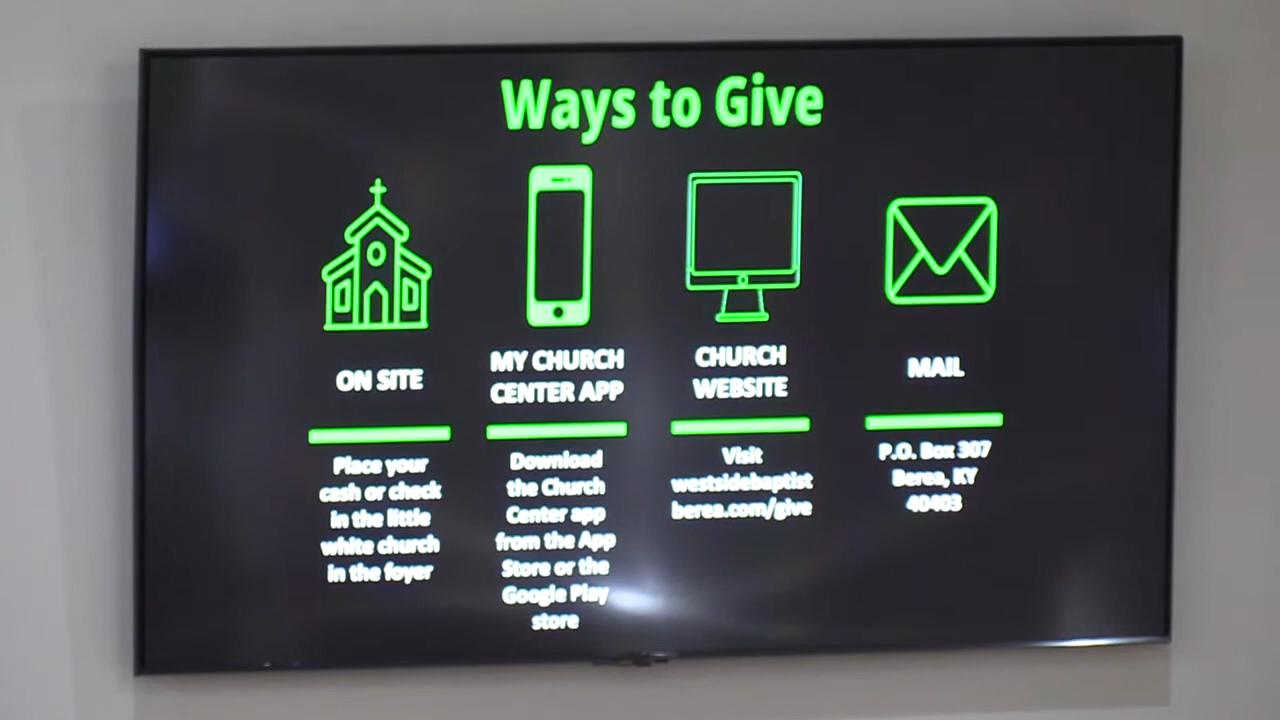 Ways to Give
ON SITE
Place your
cash or check
in the little
white church
in the foyer
MY CHURCH
CENTER APP
Download
the Church
Center app
from the App
Store or the
Google Play
store
CHURCH
WEBSITE
Visit
westsidebaptist
berea.com/give
MAIL
P.O. Box 307
Berea, KY
40403